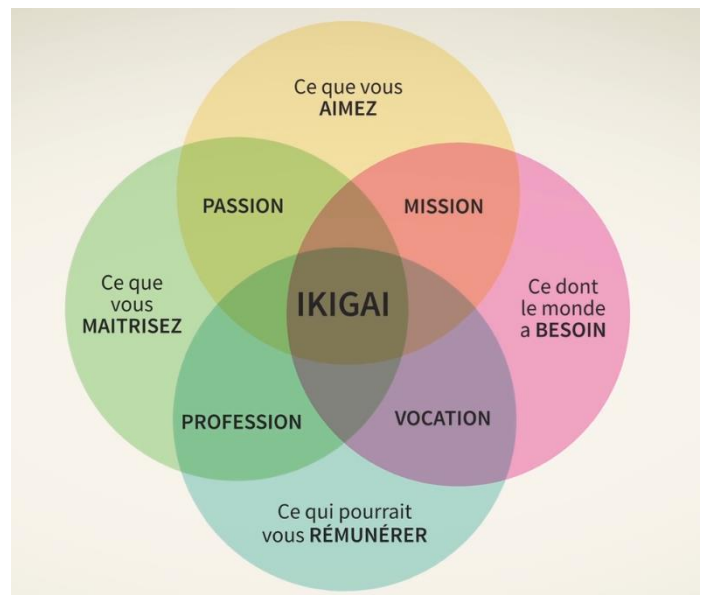 Ce que vous
AIMEZ
PASSION
MISSION
Ce que
vous
MAITRISEZ
IKIGAI
Ce dont
le monde
a BESOIN
PROFESSION
VOCATION
Ce qui pourrait
vous RÉMUNÉRER